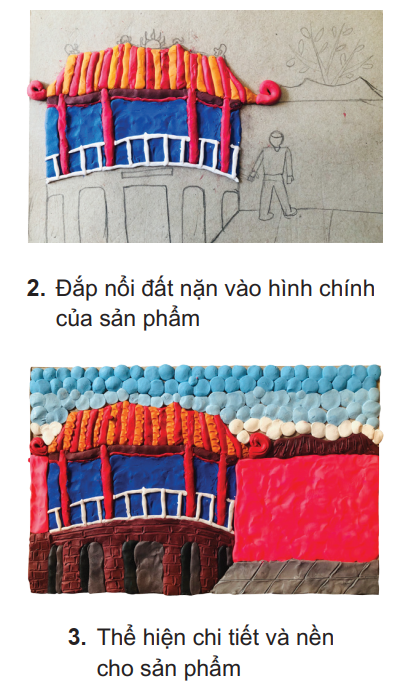 2. Đắp nổi đất nặn vào hình chính
của sản phẩm
3. Thể hiện chi tiết và nền
cho sản phẩm